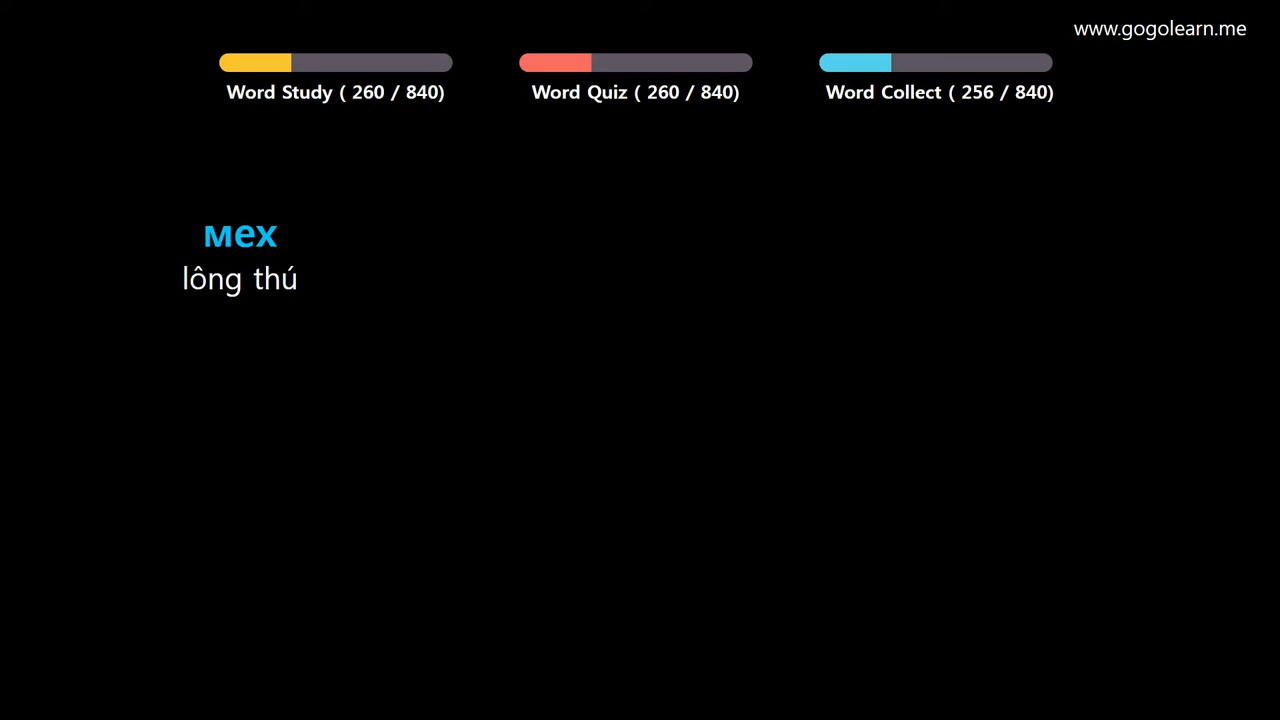 www.gogolearn.me
Word Study ( 260 / 840)
Word Quiz ( 260 / 840)
Word Collect ( 256 / 840)
мех
lông thú